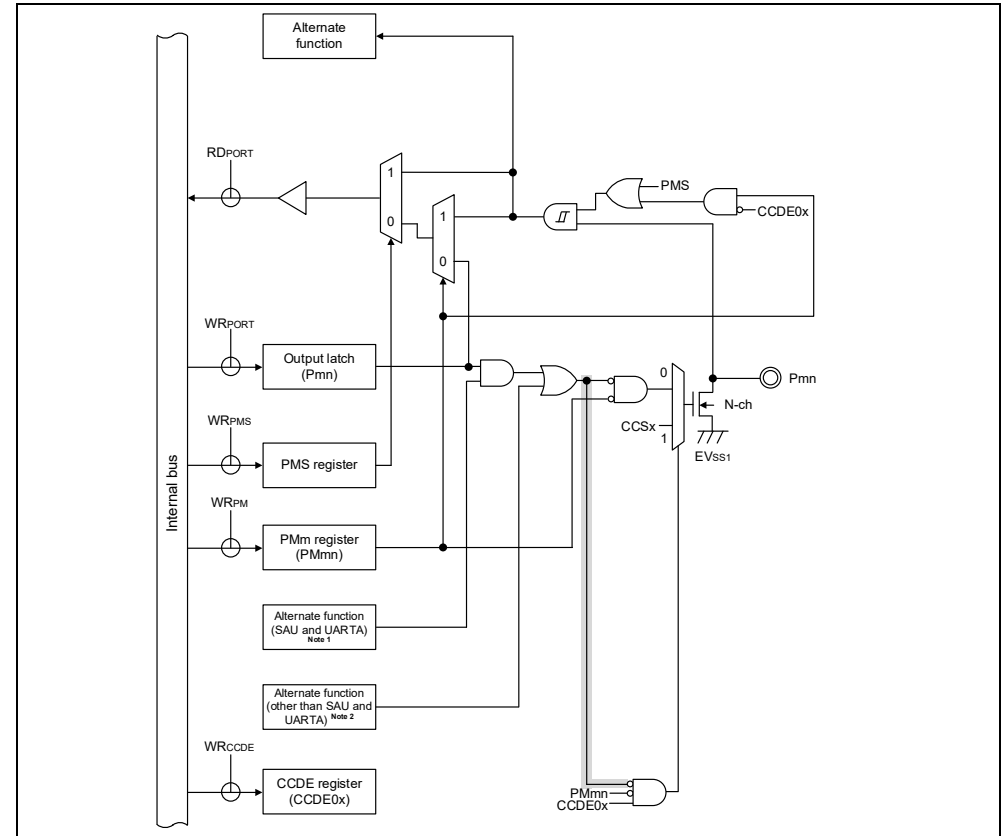 Alternate
function
RDPORT
1
0
1
0
PMS
CCDE0x
WRPORT
Output latch
(Pmn)
0
CCSx
1
Pmn
N-ch
EVSS1
WRPMS
PMS register
Internal bus
WRPM
PMm register
(PMmn)
Alternate function
(SAU and UARTA)
Note 1
Alternate function
(other than SAU and
UARTA) Note 2
WRCCDE
CCDE register
(CCDE0x)
PMmn
CCDE0x